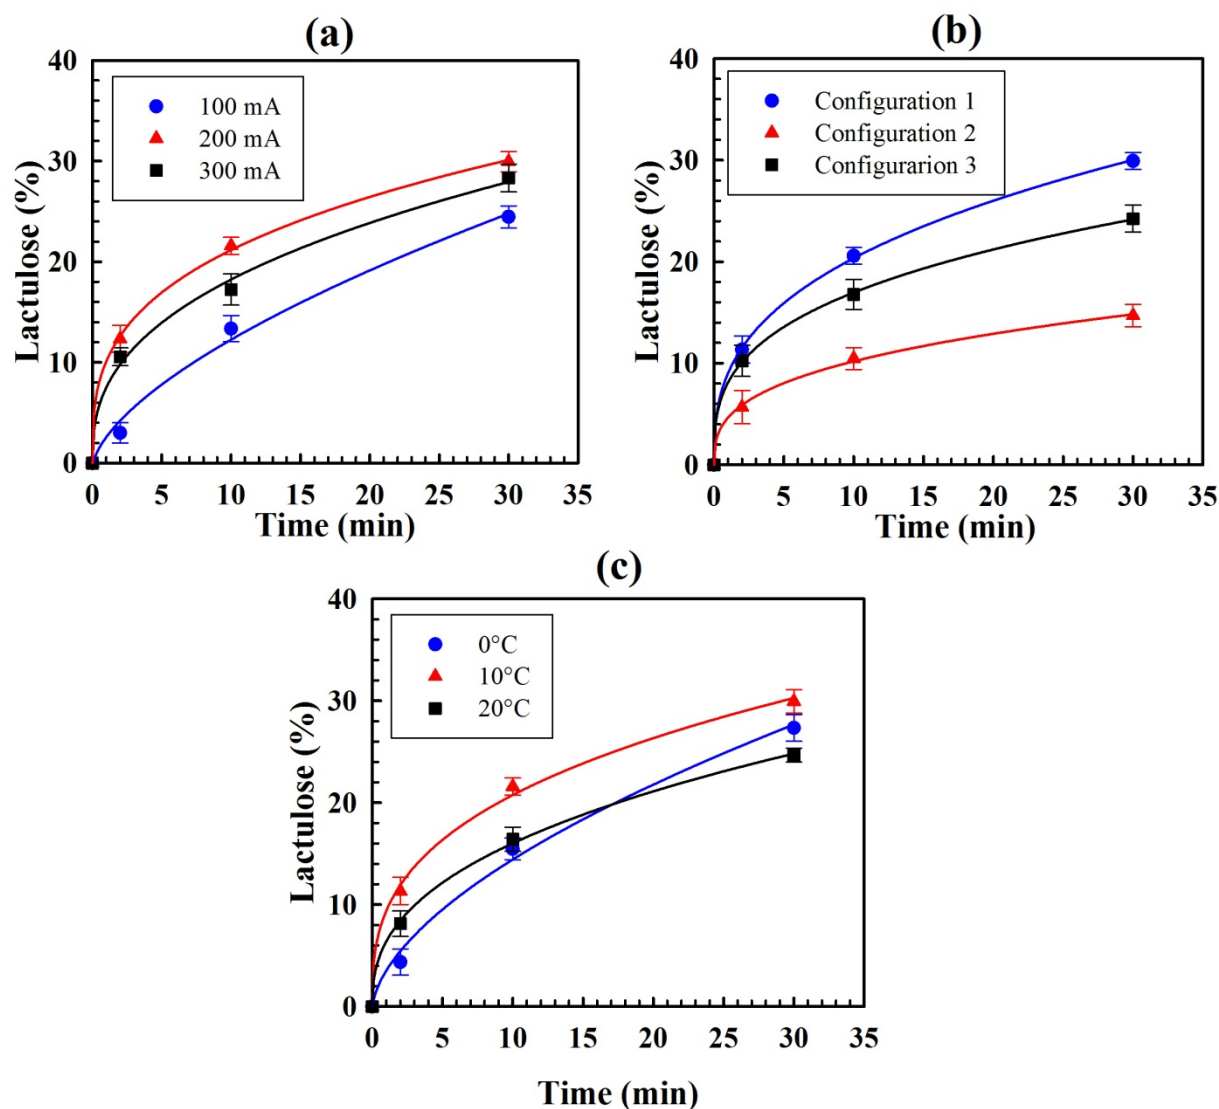 (a)
40
30
20
10
0
Lactulose (%)
100 mA
200 mA
300 mA
0 5 10 15 20 25 30 35
Time (min)
(b)
40
30
20
10
0
Lactulose (%)
Configuration 1
Configuration 2
Configurarion 3
0 5 10 15 20 25 30 35
Time (min)
(c)
40
30
20
10
0
Lactulose (%)
0°C
10°C
20°C
0 5 10 15 20 25 30 35
Time (min)